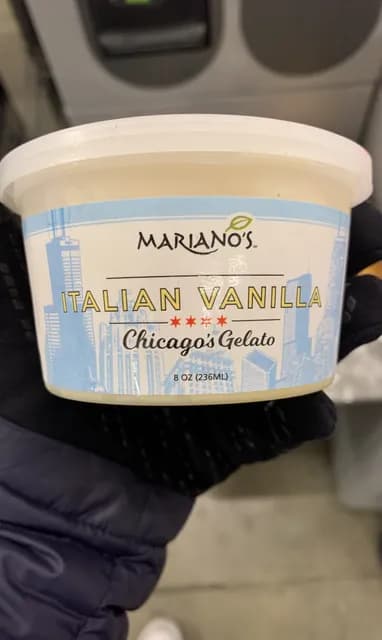 MARIANO'S
ITALIAN VANILLA
Chicago's Gelato
8 OZ (236ML)